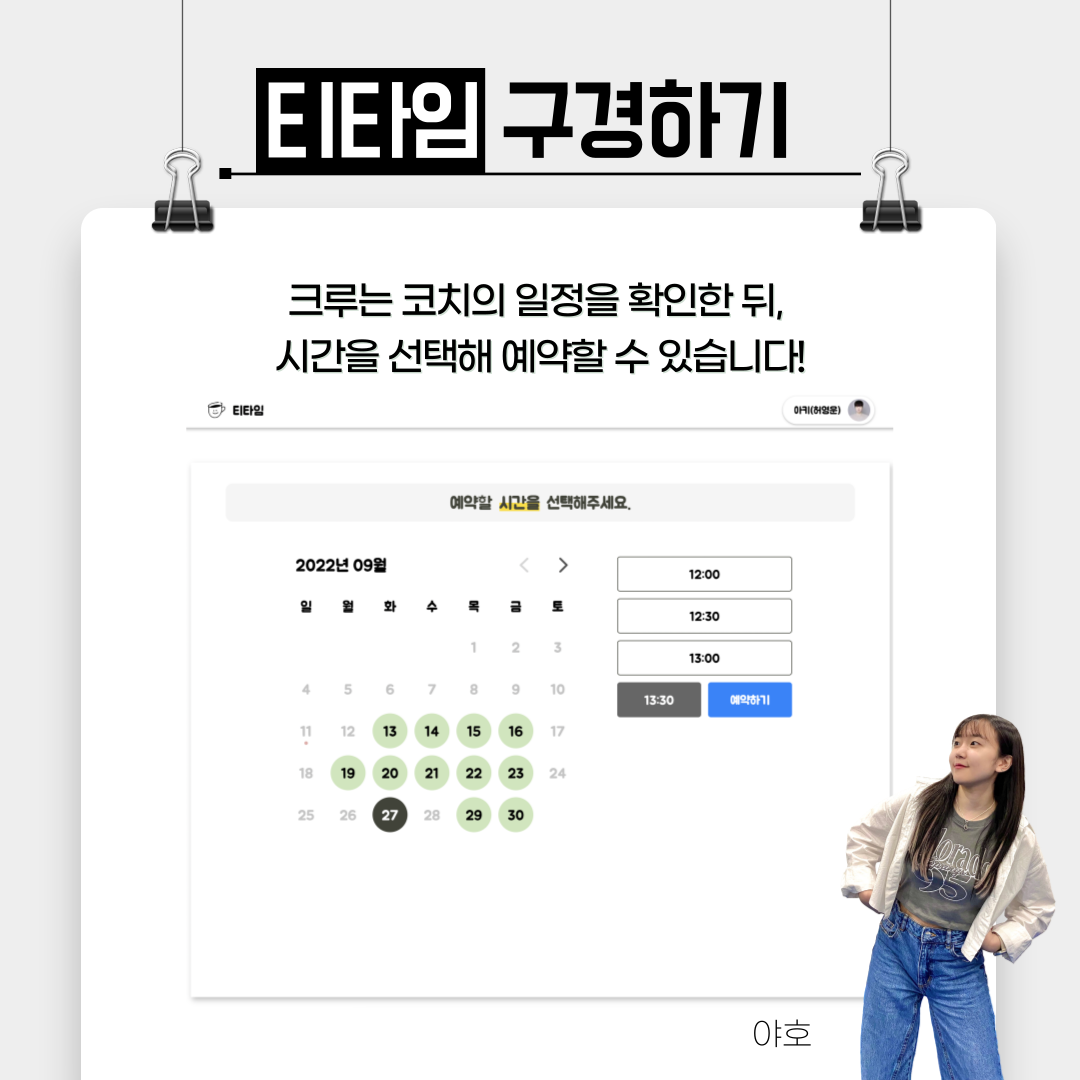 티타임 구경하기
크루는 코치의 일정을 확인한 뒤,
시간을 선택해 예약할 수 있습니다!
티타임
아키(허영운)
예약할 시간을 선택해주세요.
2022년 09월
일 월 화 수 목 금 토
1 2 3
4 5 6 7 8 9 10
11 12 13 14 15 16 17
18 19 20 21 22 23 24
25 26 27 28 29 30
12:00
12:30
13:00
13:30 예약하기
야호